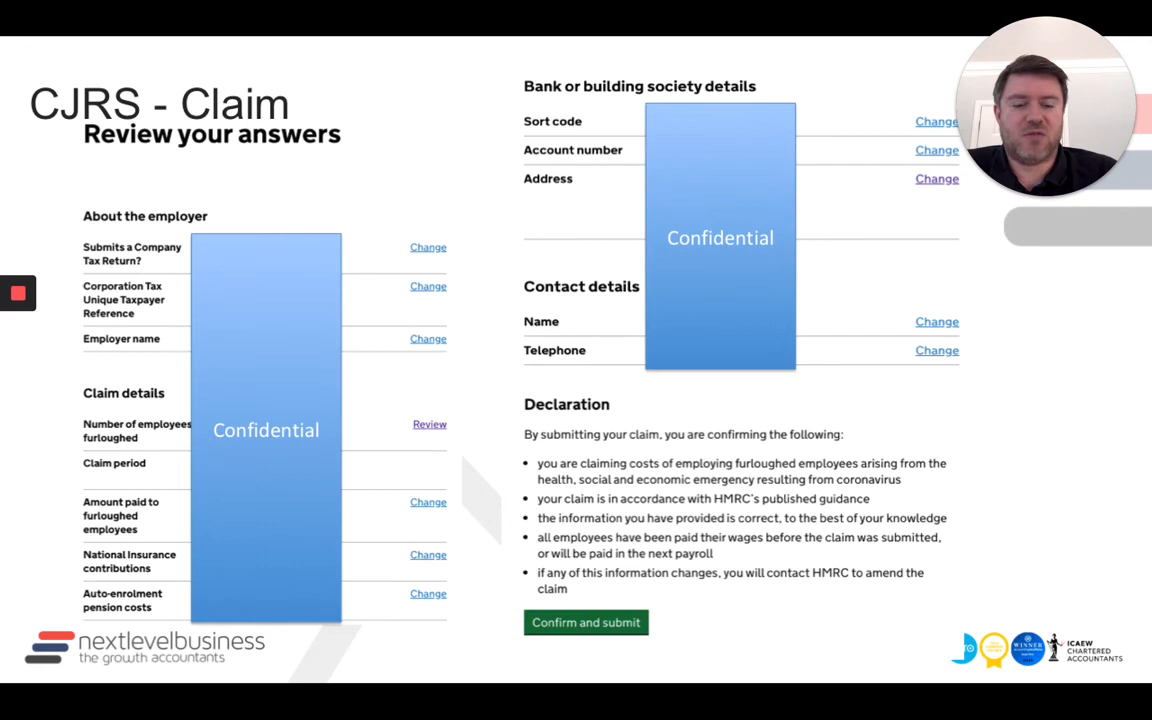 CJRS - Claim
Review your answers
About the employer
Submits a Company
Tax Return?
Change
Corporation Tax
Unique Taxpayer
Reference
Change
Employer name
Change
Claim details
Number of employees
furloughed
Review
Claim period
Amount paid to
furloughed
employees
Change
National Insurance
contributions
Change
Auto-enrolment
pension costs
Change
Confidential
nextlevelbusiness
the growth accountants
Bank or building society details
Sort code
Change
Account number
Change
Address
Change
Confidential
Contact details
Name
Change
Telephone
Change
Declaration
By submitting your claim, you are confirming the following:
• you are claiming costs of employing furloughed employees arising from the
health, social and economic emergency resulting from coronavirus
• your claim is in accordance with HMRC's published guidance
• the information you have provided is correct, to the best of your knowledge
• all employees have been paid their wages before the claim was submitted,
or will be paid in the next payroll
• if any of this information changes, you will contact HMRC to amend the
claim
Confirm and submit
WINNER
ICAEW
CHARTERED
ACCOUNTANTS